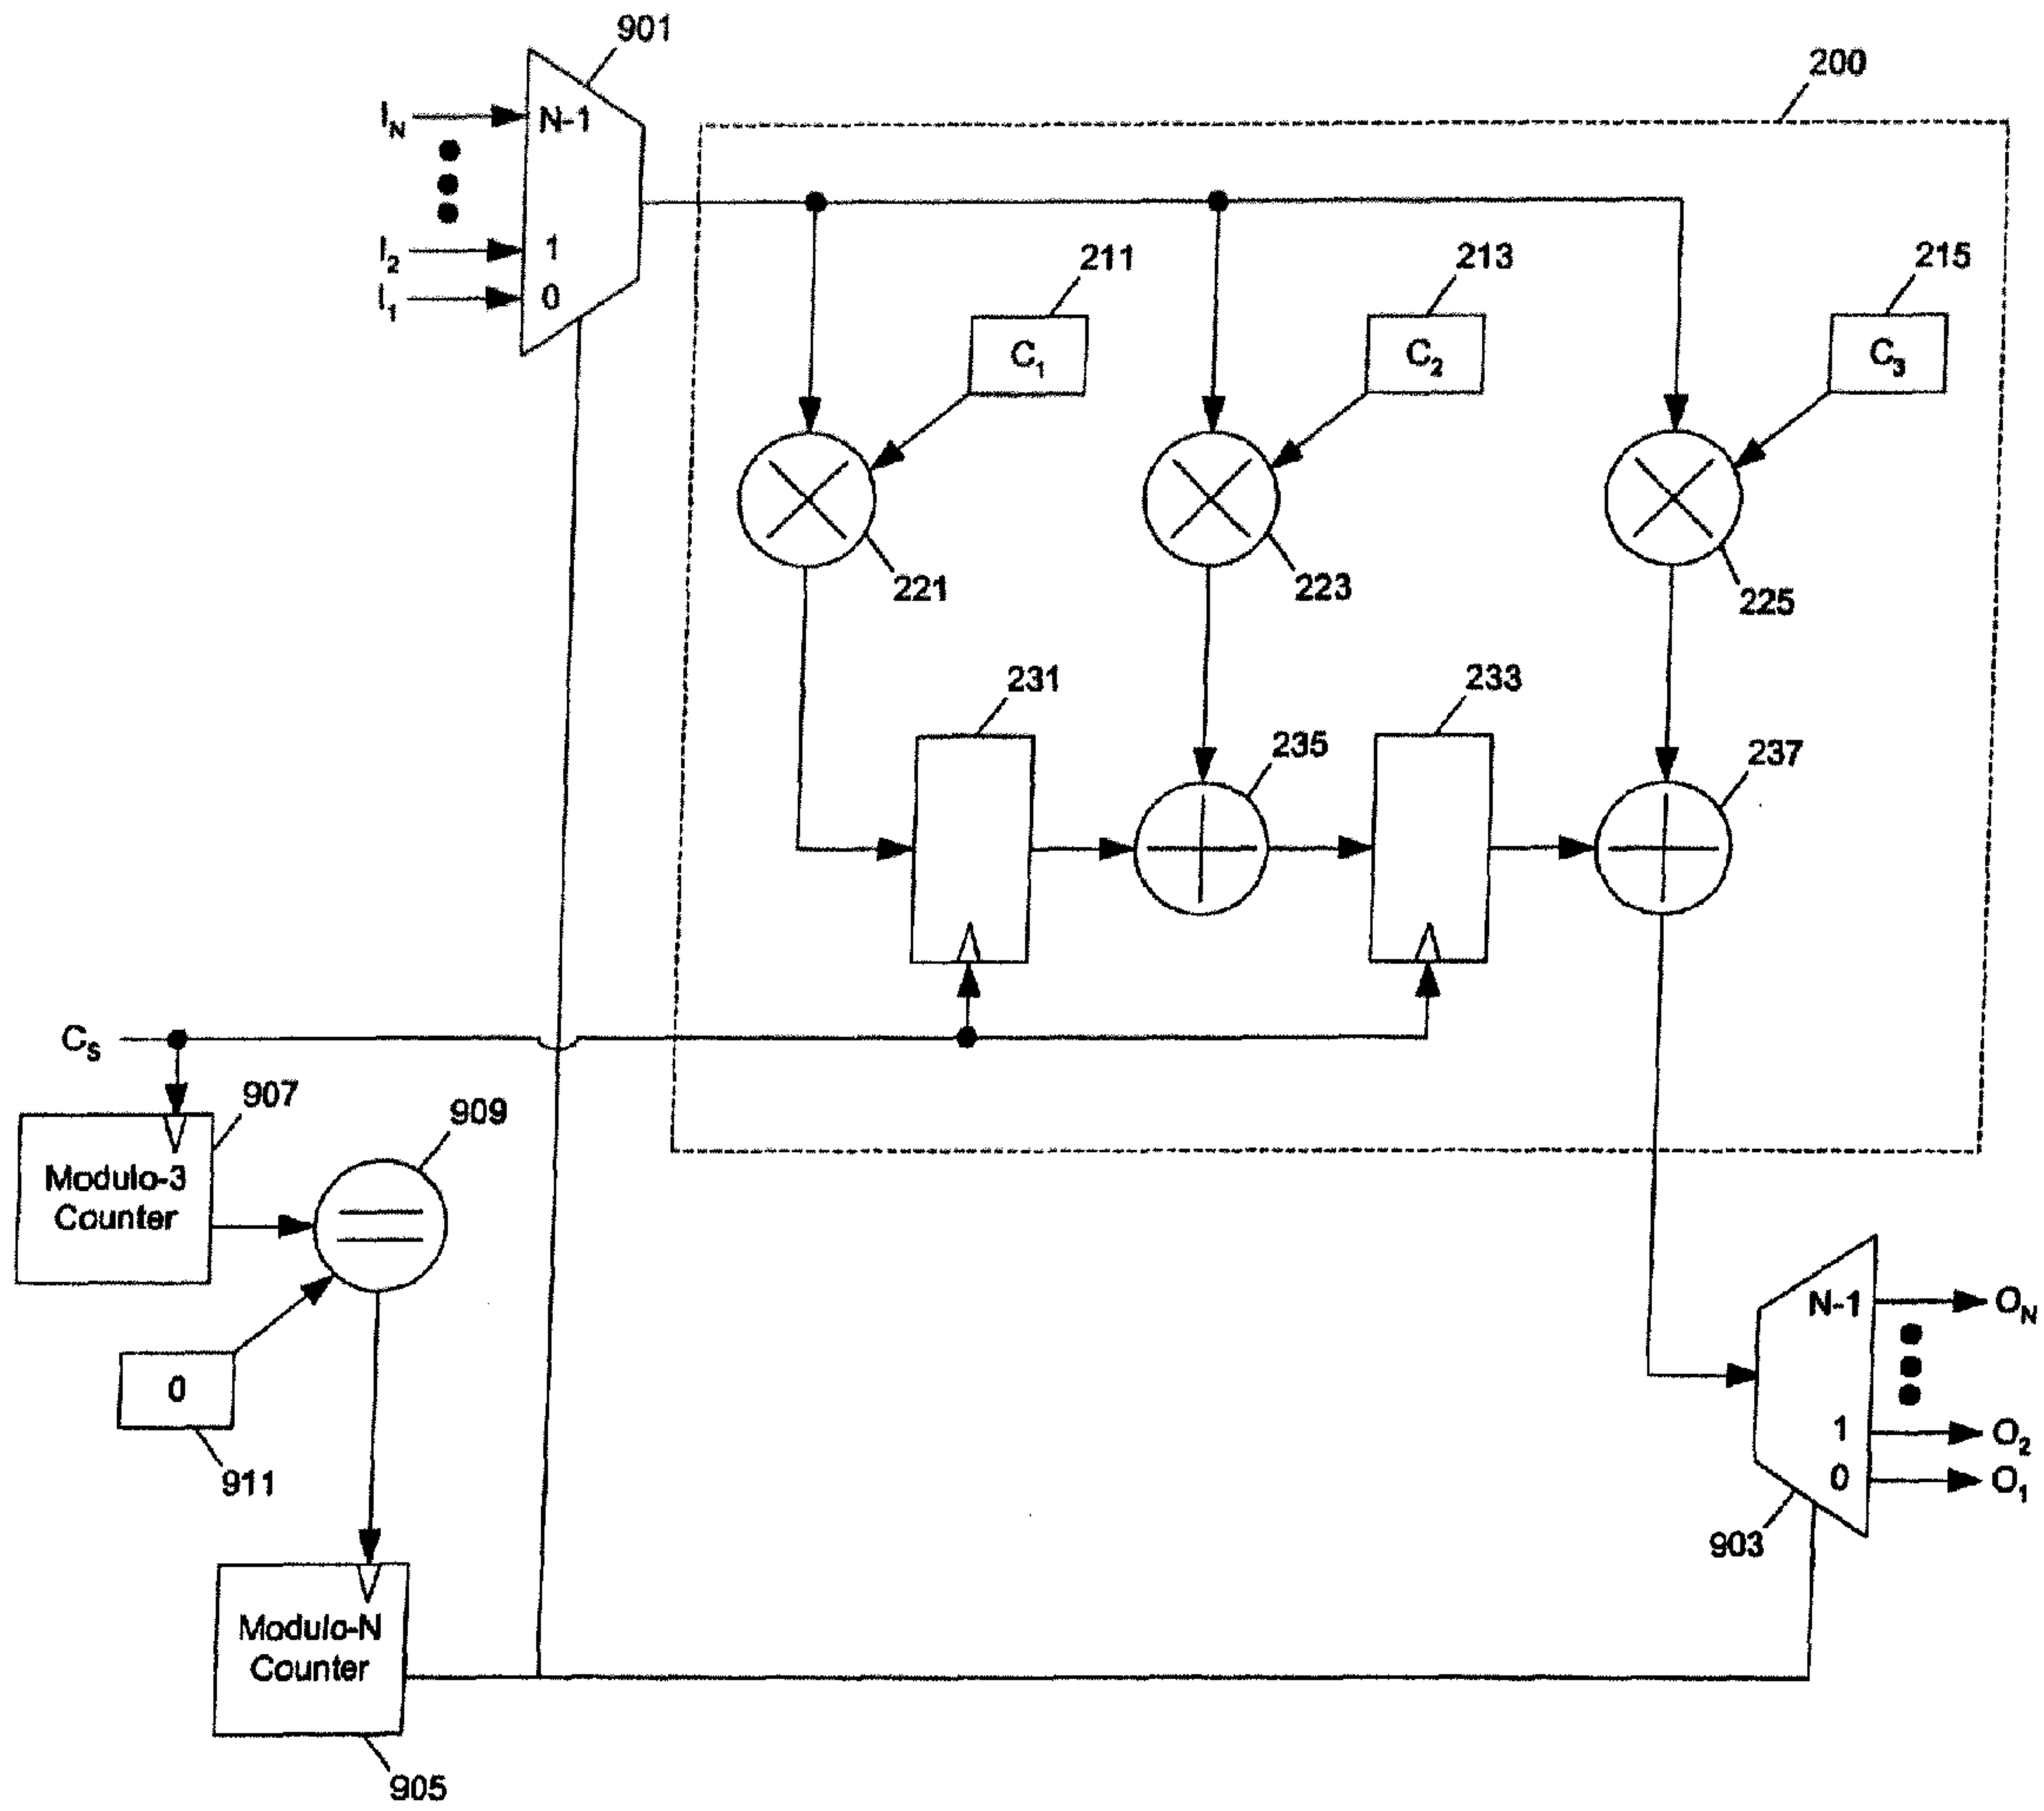 901
200
I_N
N-1
I_2
1
I_1
0
211
213
215
C_1
C_2
C_3
221
223
225
231
233
235
237
C_S
907
909
Modulo-3
Counter
0
911
N-1
O_N
1
O_2
0
O_1
903
Modulo-N
Counter
905